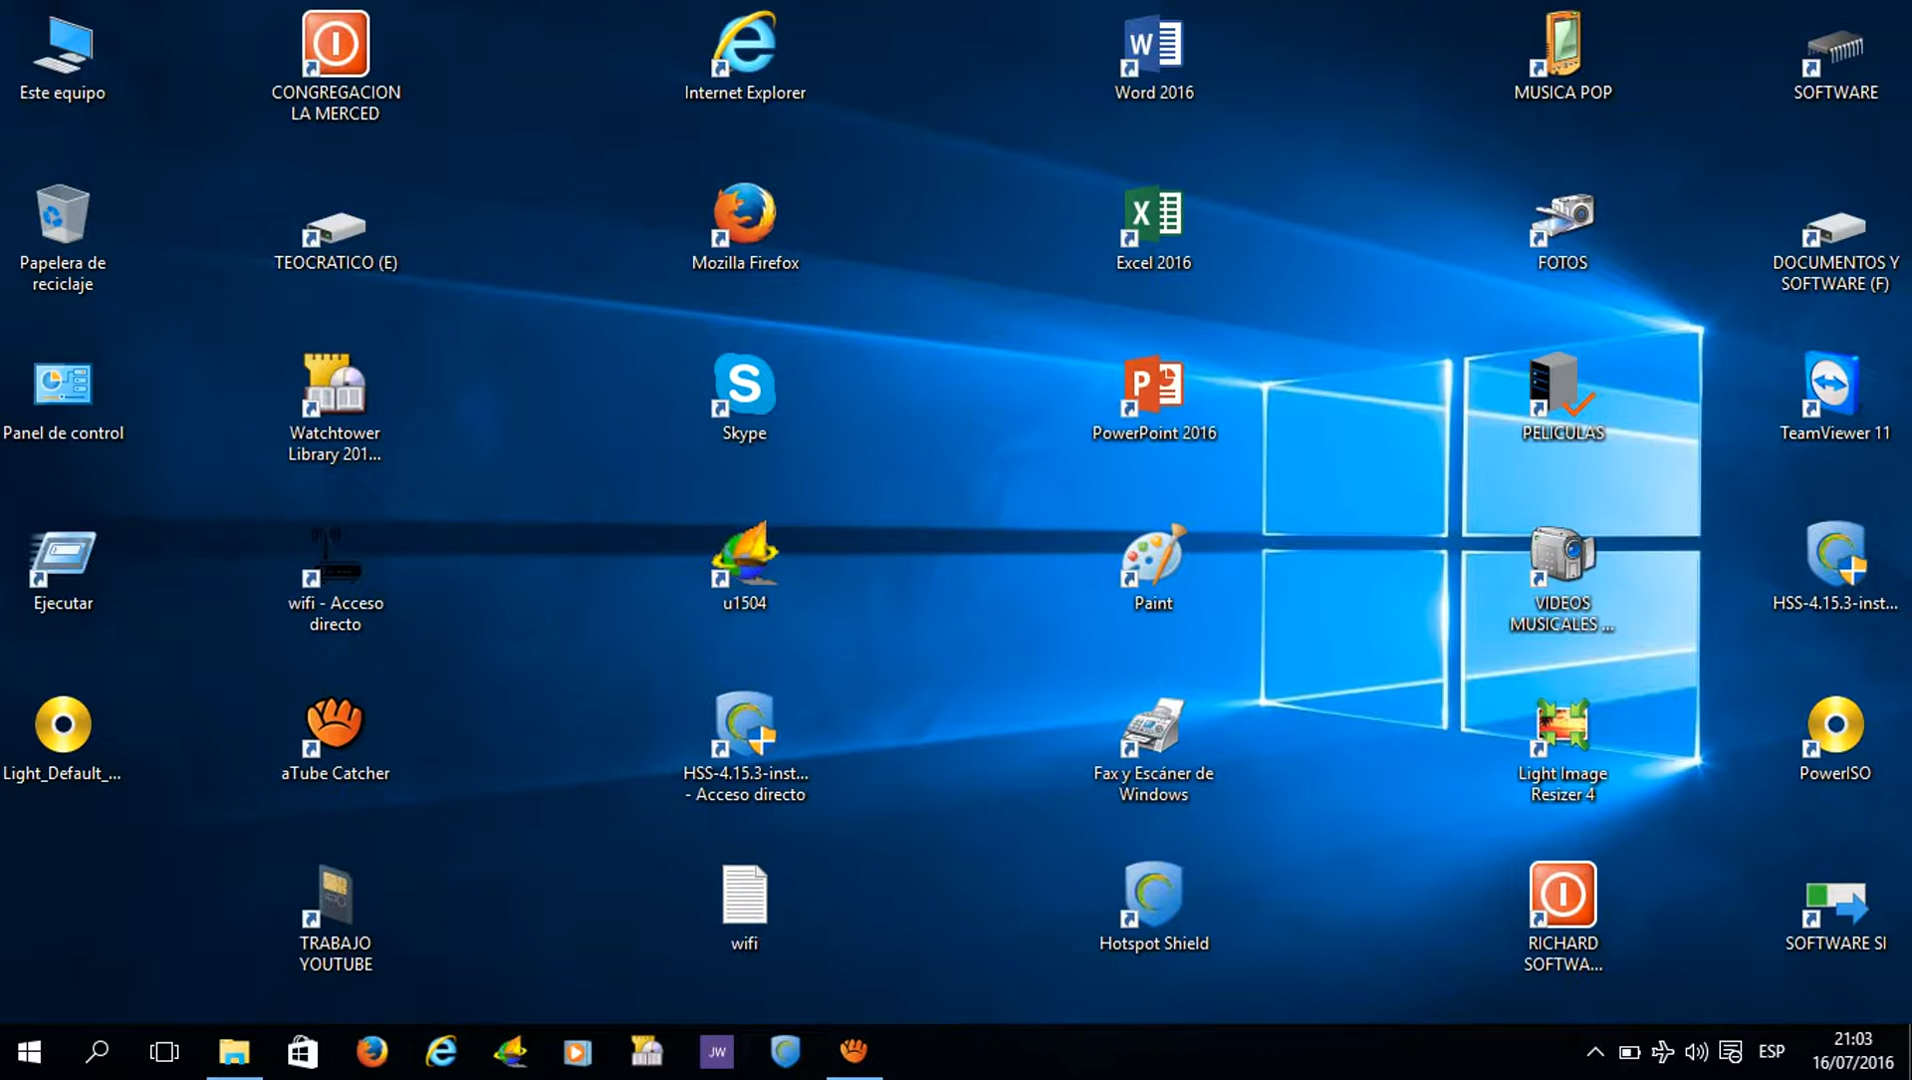 Este equipo
CONGREGACION
LA MERCED
Internet Explorer
Word 2016
MUSICA POP
SOFTWARE
Papelera de
reciclaje
TEOCRATICO (E)
Mozilla Firefox
Excel 2016
FOTOS
DOCUMENTOS Y
SOFTWARE (F)
Panel de control
Watchtower
Library 201...
Skype
PowerPoint 2016
PELICULAS
TeamViewer 11
Ejecutar
wifi - Acceso
directo
u1504
Paint
VIDEOS
MUSICALES ...
HSS-4.15.3-inst...
Light_Default_...
aTube Catcher
HSS-4.15.3-inst...
- Acceso directo
Fax y Escáner de
Windows
Light Image
Resizer 4
PowerISO
TRABAJO
YOUTUBE
wifi
Hotspot Shield
RICHARD
SOFTWA...
SOFTWARE SI
JW
ESP
21:03
16/07/2016